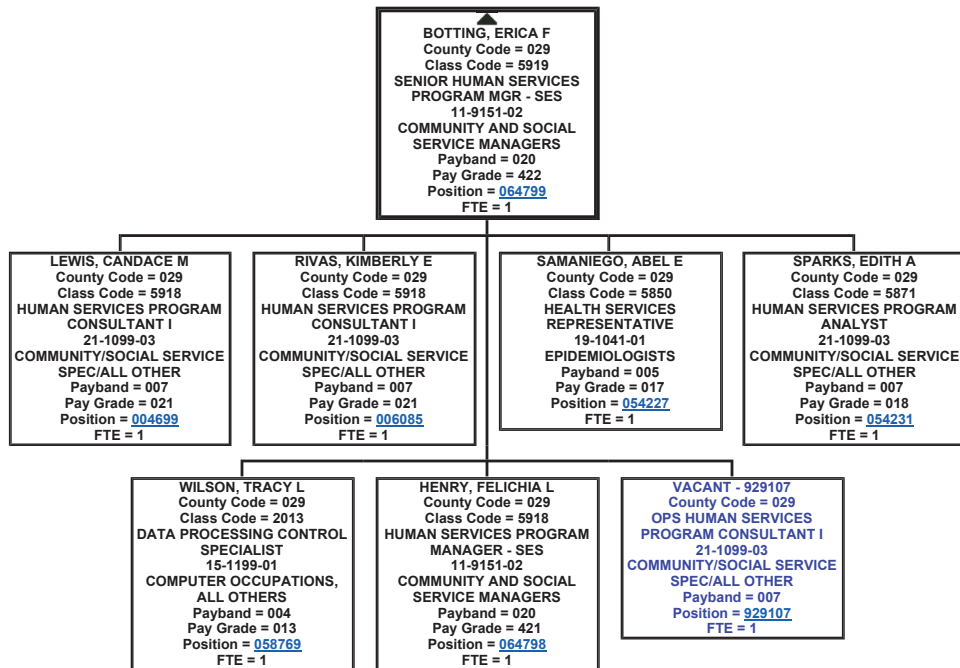 BOTTING, ERICA F
County Code = 029
Class Code = 5919
SENIOR HUMAN SERVICES
PROGRAM MGR - SES
11-9151-02
COMMUNITY AND SOCIAL
SERVICE MANAGERS
Payband = 020
Pay Grade = 422
Position = 064799
FTE = 1
LEWIS, CANDACE M
County Code = 029
Class Code = 5918
HUMAN SERVICES PROGRAM
CONSULTANT I
21-1099-03
COMMUNITY/SOCIAL SERVICE
SPEC/ALL OTHER
Payband = 007
Pay Grade = 021
Position = 004699
FTE = 1
RIVAS, KIMBERLY E
County Code = 029
Class Code = 5918
HUMAN SERVICES PROGRAM
CONSULTANT I
21-1099-03
COMMUNITY/SOCIAL SERVICE
SPEC/ALL OTHER
Payband = 007
Pay Grade = 021
Position = 006085
FTE = 1
SAMANIEGO, ABEL E
County Code = 029
Class Code = 5850
HEALTH SERVICES
REPRESENTATIVE
19-1041-01
EPIDEMIOLOGISTS
Payband = 005
Pay Grade = 017
Position = 054227
FTE = 1
SPARKS, EDITH A
County Code = 029
Class Code = 5871
HUMAN SERVICES PROGRAM
ANALYST
21-1099-03
COMMUNITY/SOCIAL SERVICE
SPEC/ALL OTHER
Payband = 007
Pay Grade = 018
Position = 054231
FTE = 1
WILSON, TRACY L
County Code = 029
Class Code = 2013
DATA PROCESSING CONTROL
SPECIALIST
15-1199-01
COMPUTER OCCUPATIONS,
ALL OTHERS
Payband = 004
Pay Grade = 013
Position = 058769
FTE = 1
HENRY, FELICHIA L
County Code = 029
Class Code = 5918
HUMAN SERVICES PROGRAM
MANAGER - SES
11-9151-02
COMMUNITY AND SOCIAL
SERVICE MANAGERS
Payband = 020
Pay Grade = 421
Position = 064798
FTE = 1
VACANT - 929107
County Code = 029
OPS HUMAN SERVICES
PROGRAM CONSULTANT I
21-1099-03
COMMUNITY/SOCIAL SERVICE
SPEC/ALL OTHER
Payband = 007
Position = 929107
FTE = 1